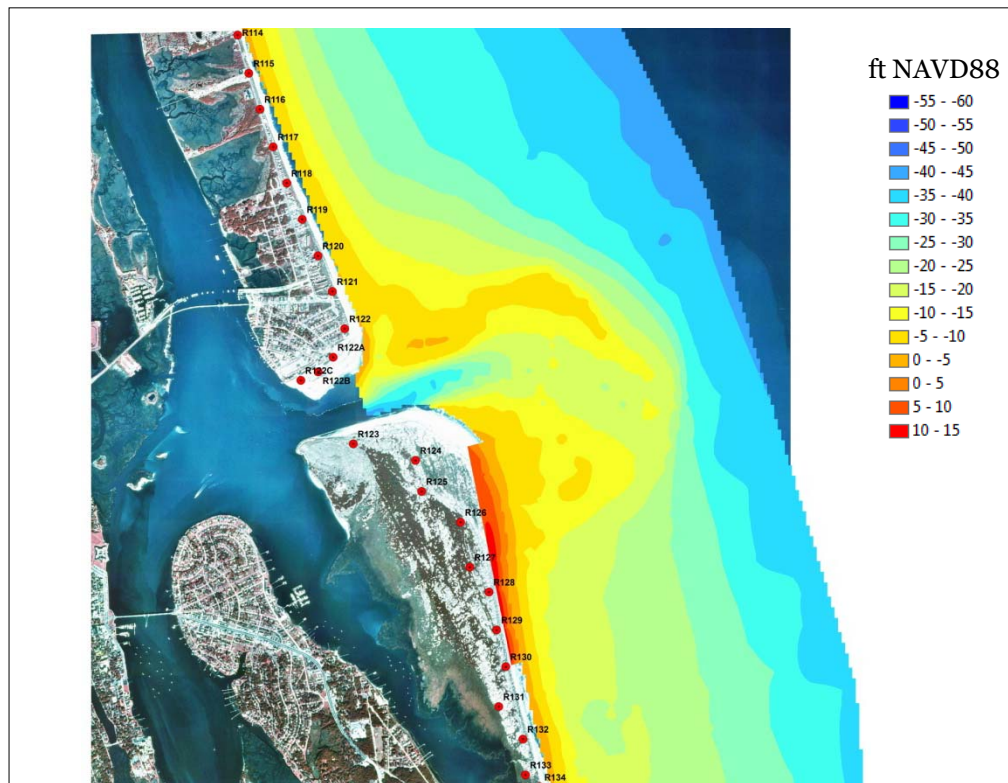 R114
R115
R116
R117
R118
R119
R120
R121
R122
R122A
R122C
R122B
R123
R124
R125
R126
R127
R128
R129
R130
R131
R132
R133
R134
ft NAVD88
-55 - -60
-50 - -55
-45 - -50
-40 - -45
-35 - -40
-30 - -35
-25 - -30
-20 - -25
-15 - -20
-10 - -15
-5 - -10
0 - -5
0 - 5
5 - 10
10 - 15